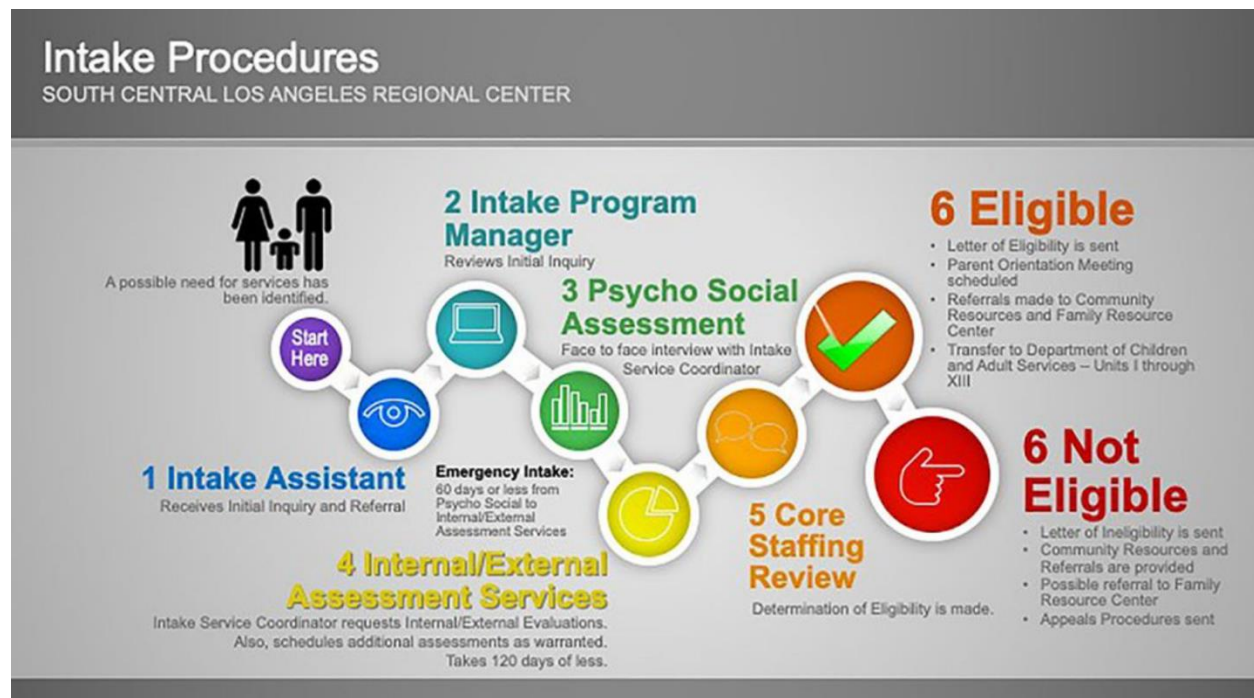 Intake Procedures
SOUTH CENTRAL LOS ANGELES REGIONAL CENTER
A possible need for services has
been identified.
Start
Here
1 Intake Assistant
Receives Initial Inquiry and Referral
2 Intake Program
Manager
Reviews Initial Inquiry
3 Psycho Social
Assessment
Face to face interview with Intake
Service Coordinator
Emergency Intake:
60 days or less from
Psycho Social to
Internal/External
Assessment Services
4 Internal/External
Assessment Services
Intake Service Coordinator requests Internal/External Evaluations.
Also, schedules additional assessments as warranted.
Takes 120 days of less.
5 Core
Staffing
Review
Determination of Eligibility is made.
6 Eligible
• Letter of Eligibility is sent
• Parent Orientation Meeting
scheduled
• Referrals made to Community
Resources and Family Resource
Center
• Transfer to Department of Children
and Adult Services – Units I through
XIII
6 Not
Eligible
• Letter of Ineligibility is sent
• Community Resources and
Referrals are provided
• Possible referral to Family
Resource Center
• Appeals Procedures sent